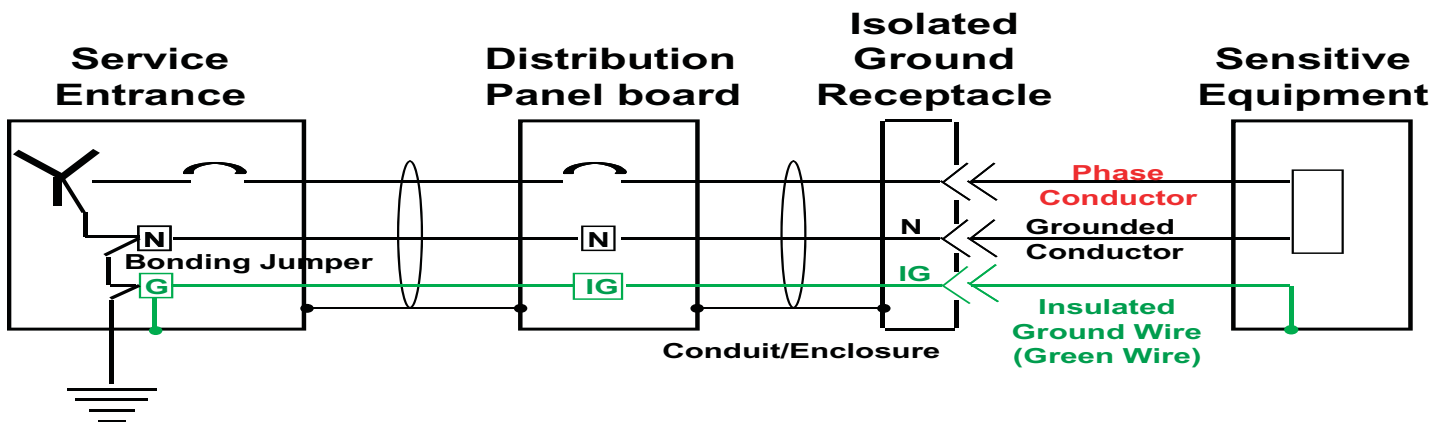 Service
Entrance
Distribution
Panel board
Isolated
Ground
Receptacle
Sensitive
Equipment
Phase
Conductor
N
N
N
Grounded
Conductor
Bonding Jumper
G
IG
IG
Insulated
Ground Wire
(Green Wire)
Conduit/Enclosure